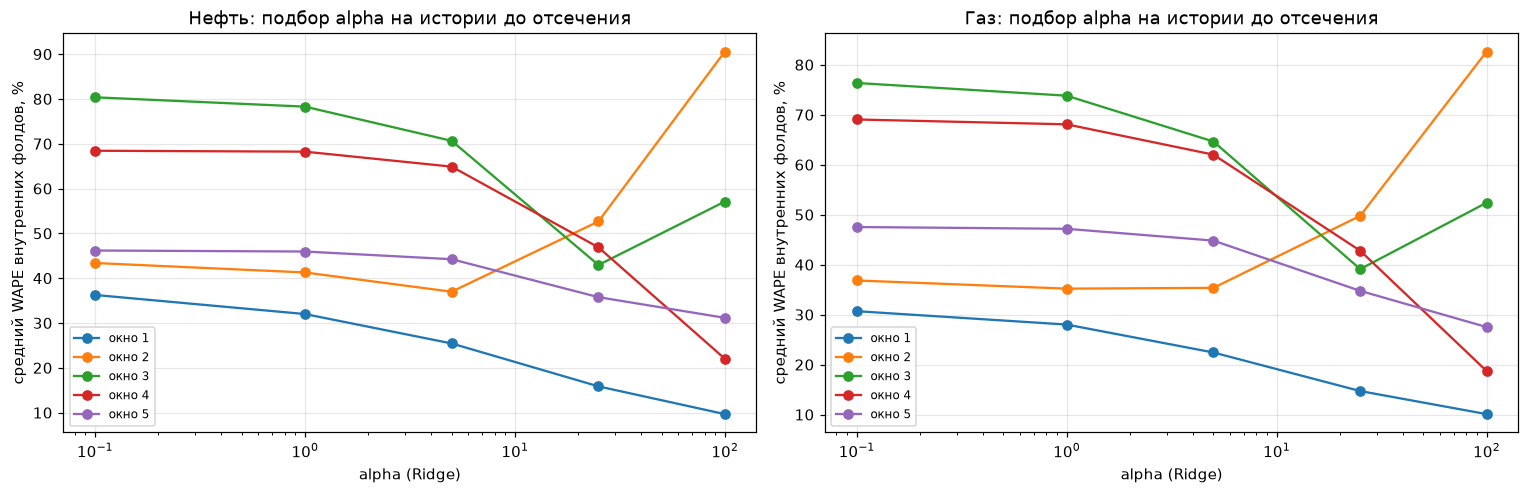 Нефть: подбор alpha на истории до отсечения
средний WAPE внутренних фолдов, %
90
80
70
60
50
40
30
20
10
окно 1
окно 2
окно 3
окно 4
окно 5
10⁻¹
10⁰
10¹
10²
alpha (Ridge)
Газ: подбор alpha на истории до отсечения
средний WAPE внутренних фолдов, %
80
70
60
50
40
30
20
10
окно 1
окно 2
окно 3
окно 4
окно 5
10⁻¹
10⁰
10¹
10²
alpha (Ridge)